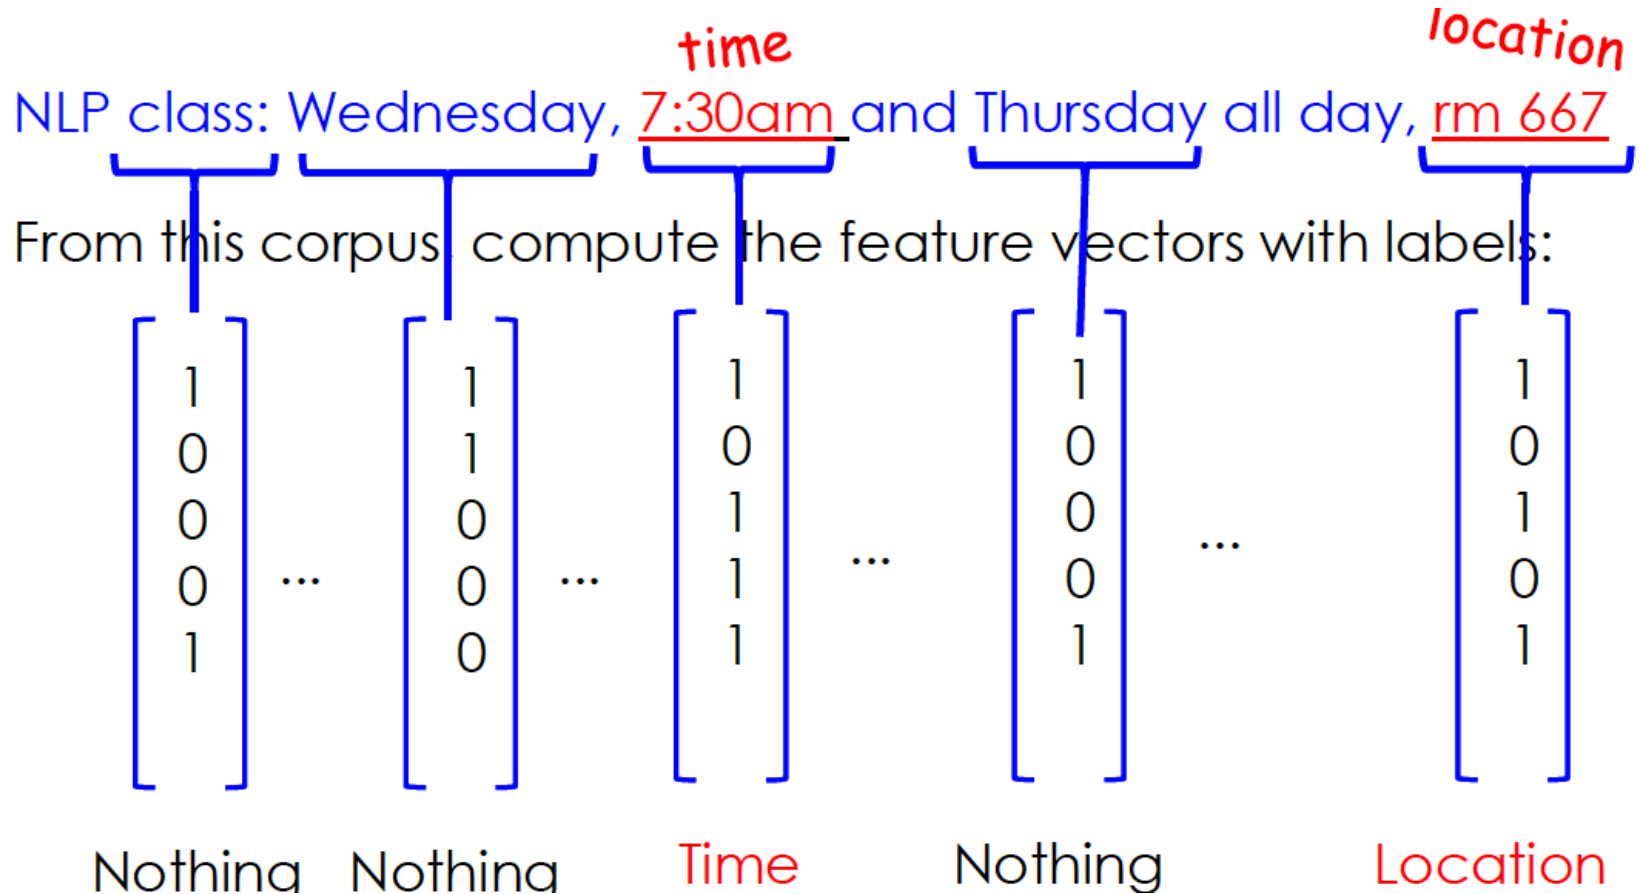 time location
NLP class: Wednesday, 7:30am and Thursday all day, rm 667
From this corpus, compute the feature vectors with labels:
1 1 1 1 1
0 1 0 0 0
0 0 1 0 1
0 0 1 0 0
... ... ... ...
1 0 1 1 1
Nothing Nothing Time Nothing Location